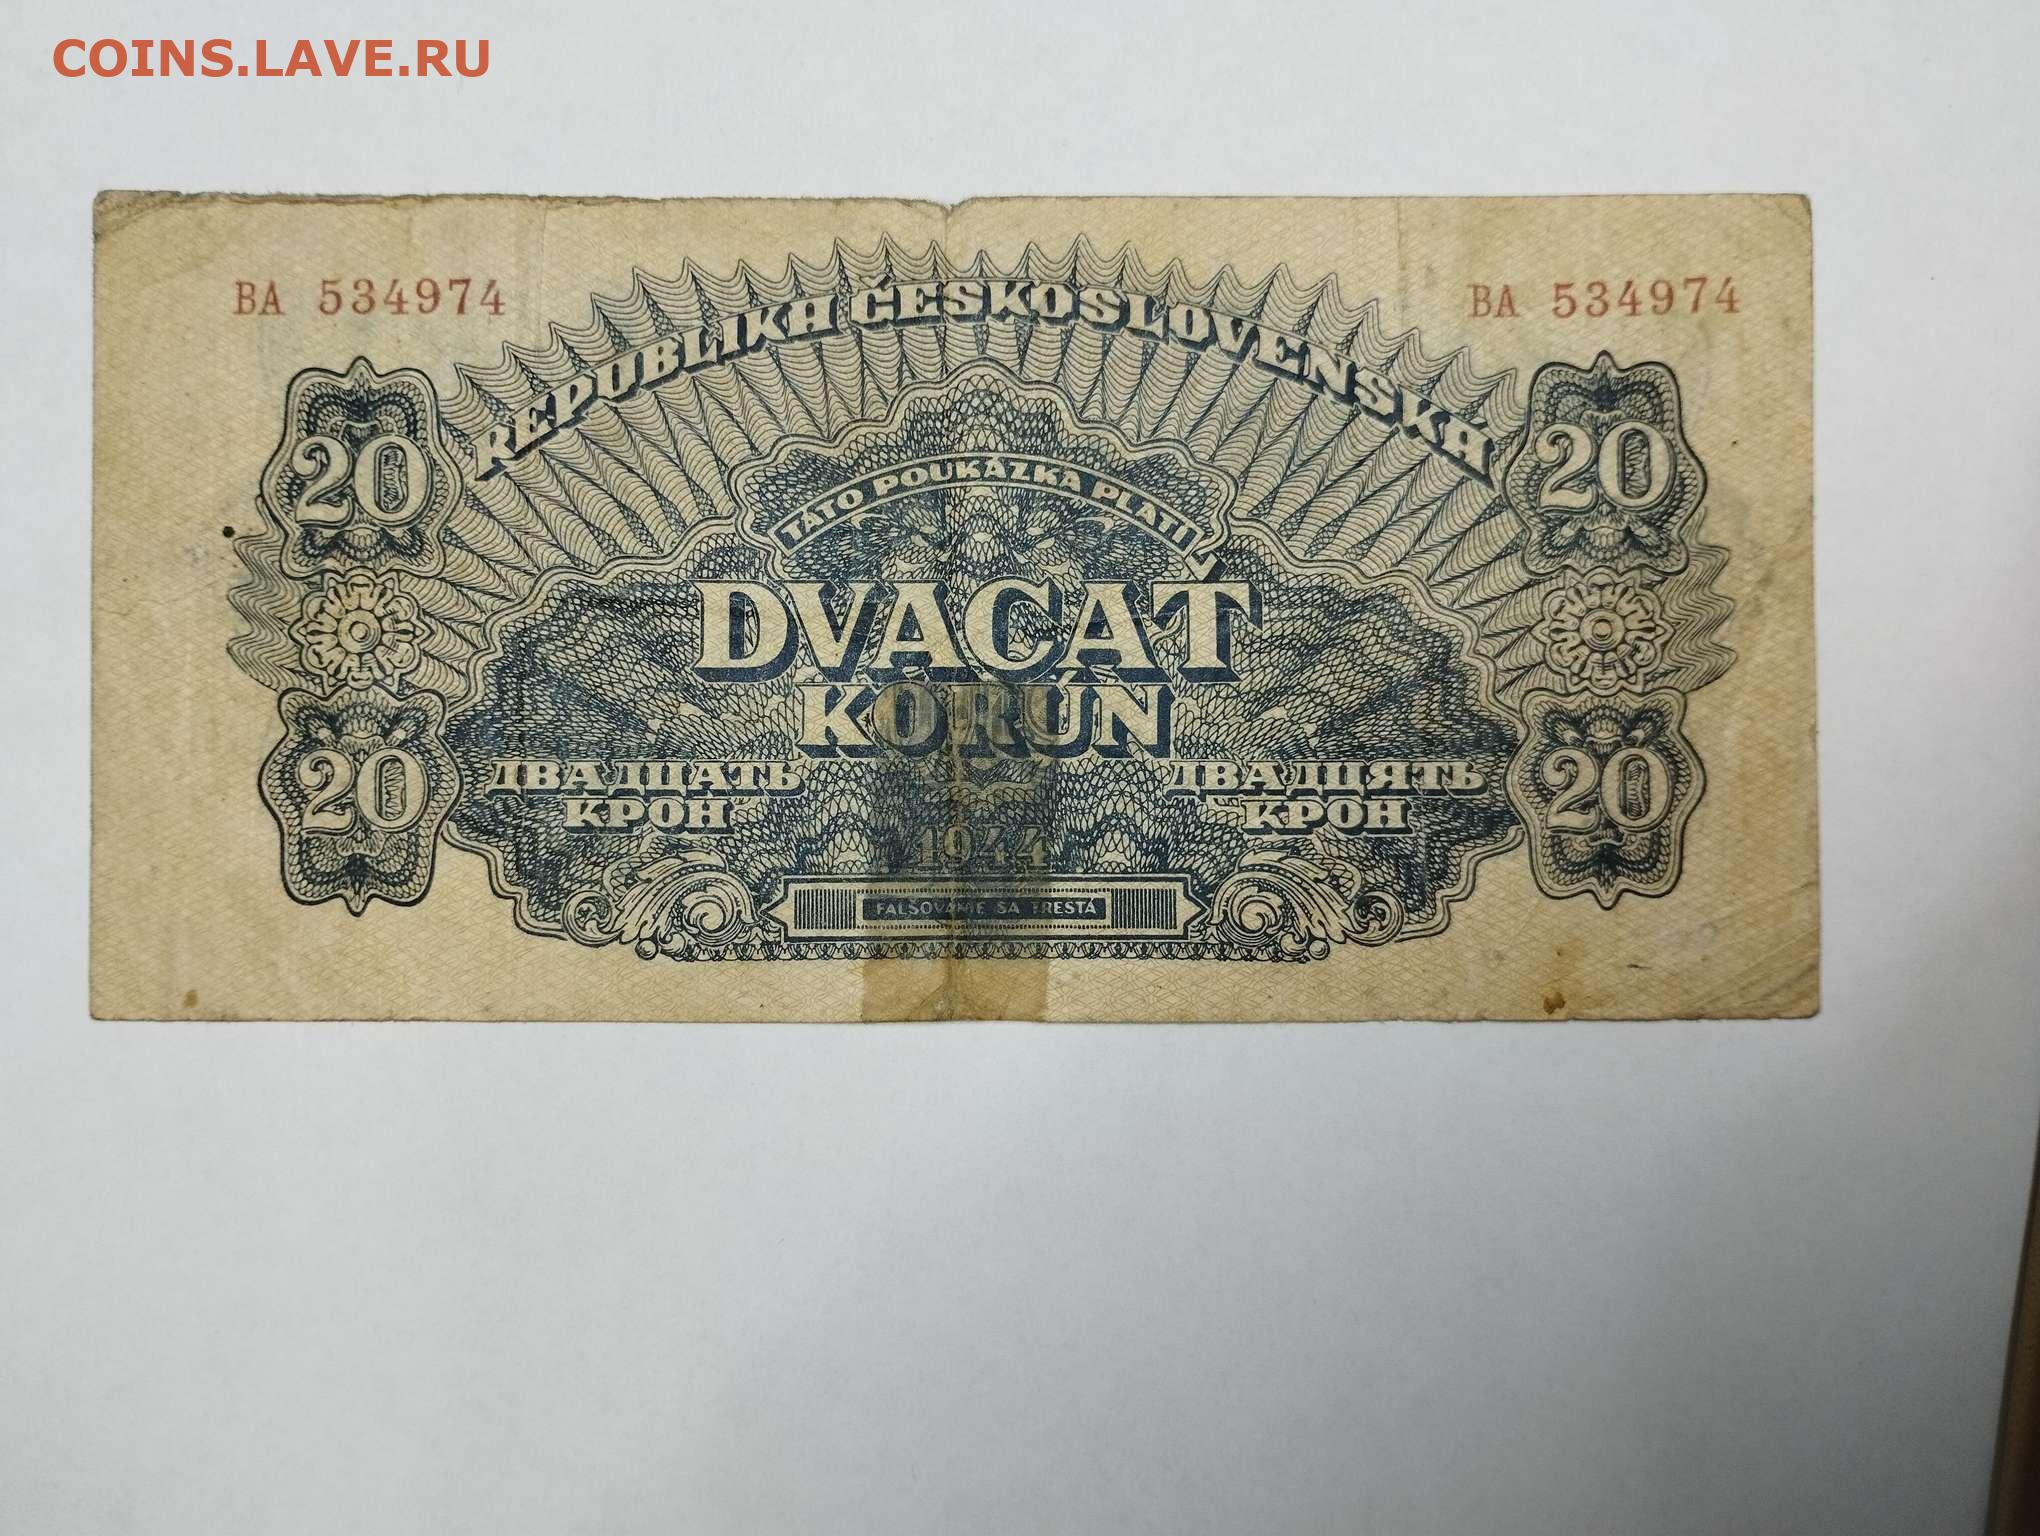 COINS.LAVE.RU
BA 534974
BA 534974
REPUBLIKA ČESKOSLOVENSKÁ
20
20
TÁTO POUKÁZKA PLATÍ
DVACAŤ
KORÚN
ДВАДЦАТЬ
КРОН
ДВАДЦЯТЬ
КРОН
20
20
1944
FALŠOVANIE SA TRESTÁ